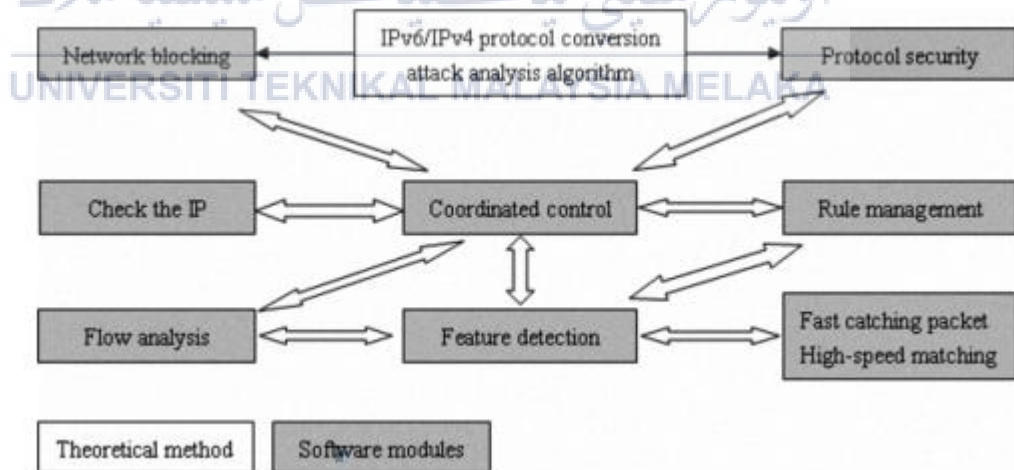 IPv6/IPv4 protocol conversion
attack analysis algorithm
Network blocking
Protocol security
UNIVERSITI TEKNIKAL MALAYSIA MELAKA
Check the IP
Coordinated control
Rule management
Flow analysis
Feature detection
Fast catching packet
High-speed matching
Theoretical method
Software modules